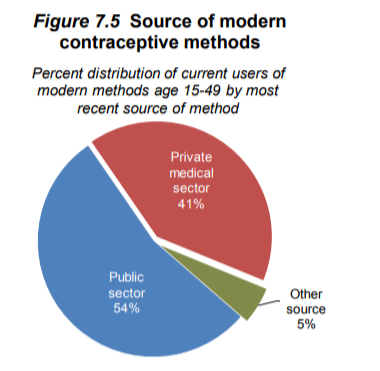 Figure 7.5 Source of modern
contraceptive methods
Percent distribution of current users of
modern methods age 15-49 by most
recent source of method
Private
medical
sector
41%
Public
sector
54%
Other
source
5%